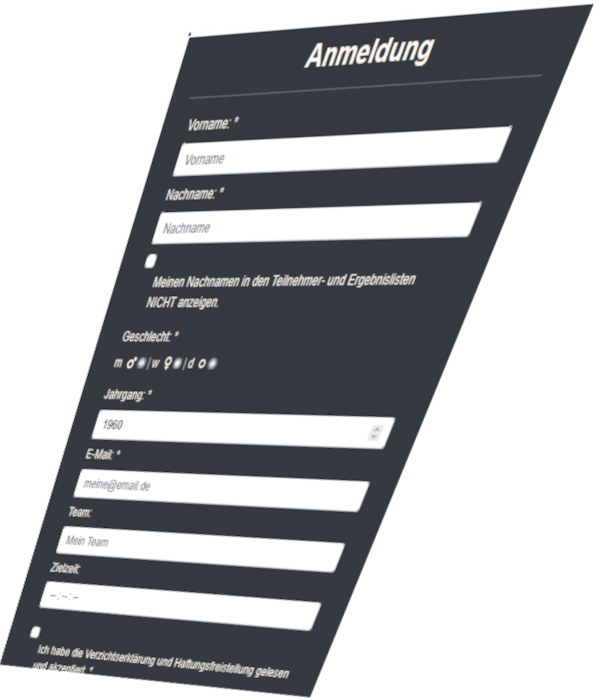 Anmeldung
Vorname: *
Vorname
Nachname: *
Nachname
Meinen Nachnamen in den Teilnehmer- und Ergebnislisten
NICHT anzeigen.
Geschlecht: *
m ♂ | w ♀ | d ⚪
Jahrgang: *
1960
E-Mail: *
meine@email.de
Team:
Mein Team
Zielzeit:
--:--:--
Ich habe die Verzichtserklärung und Haftungsfreistellung gelesen
und akzeptiert. *